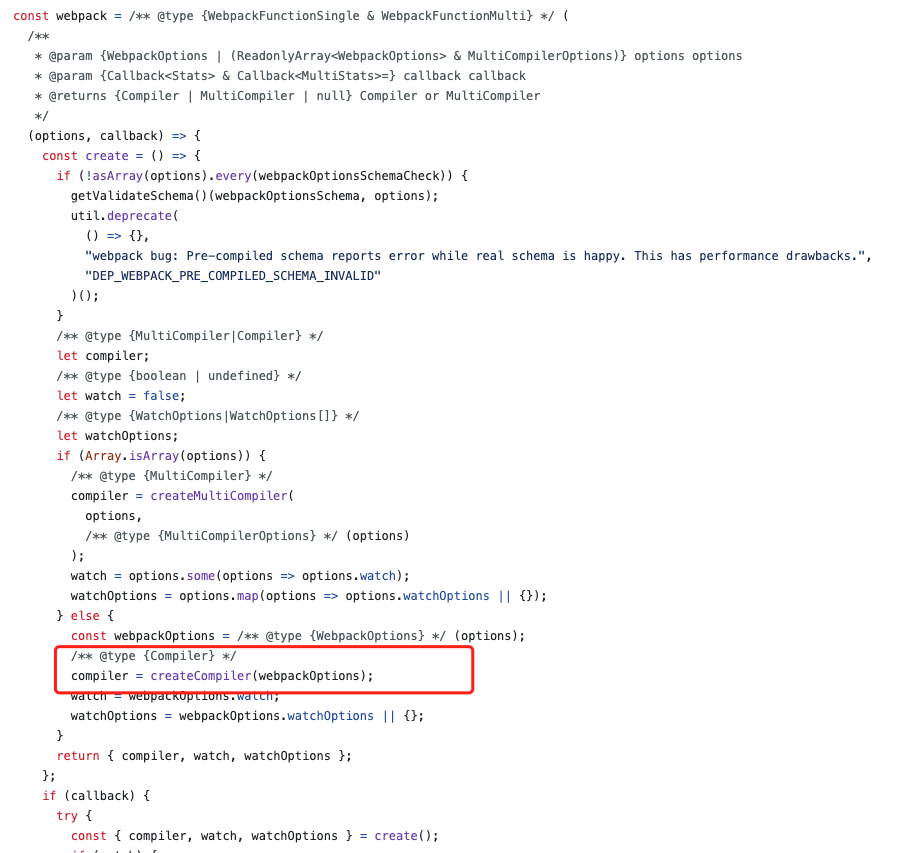 const webpack = /** @type {WebpackFunctionSingle & WebpackFunctionMulti} */ (
/**
* @param {WebpackOptions | (ReadonlyArray<WebpackOptions> & MultiCompilerOptions)} options options
* @param {Callback<Stats> & Callback<MultiStats>=} callback callback
* @returns {Compiler | MultiCompiler | null} Compiler or MultiCompiler
*/
(options, callback) => {
const create = () => {
if (!asArray(options).every(webpackOptionsSchemaCheck)) {
getValidateSchema()(webpackOptionsSchema, options);
util.deprecate(
() => {},
"webpack bug: Pre-compiled schema reports error while real schema is happy. This has performance drawbacks.",
"DEP_WEBPACK_PRE_COMPILED_SCHEMA_INVALID"
)();
}
/** @type {MultiCompiler|Compiler} */
let compiler;
/** @type {boolean | undefined} */
let watch = false;
/** @type {WatchOptions|WatchOptions[]} */
let watchOptions;
if (Array.isArray(options)) {
/** @type {MultiCompiler} */
compiler = createMultiCompiler(
options,
/** @type {MultiCompilerOptions} */ (options)
);
watch = options.some(options => options.watch);
watchOptions = options.map(options => options.watchOptions || {});
} else {
const webpackOptions = /** @type {WebpackOptions} */ (options);
/** @type {Compiler} */
compiler = createCompiler(webpackOptions);
watch = webpackOptions.watch;
watchOptions = webpackOptions.watchOptions || {};
}
return { compiler, watch, watchOptions };
};
if (callback) {
try {
const { compiler, watch, watchOptions } = create();